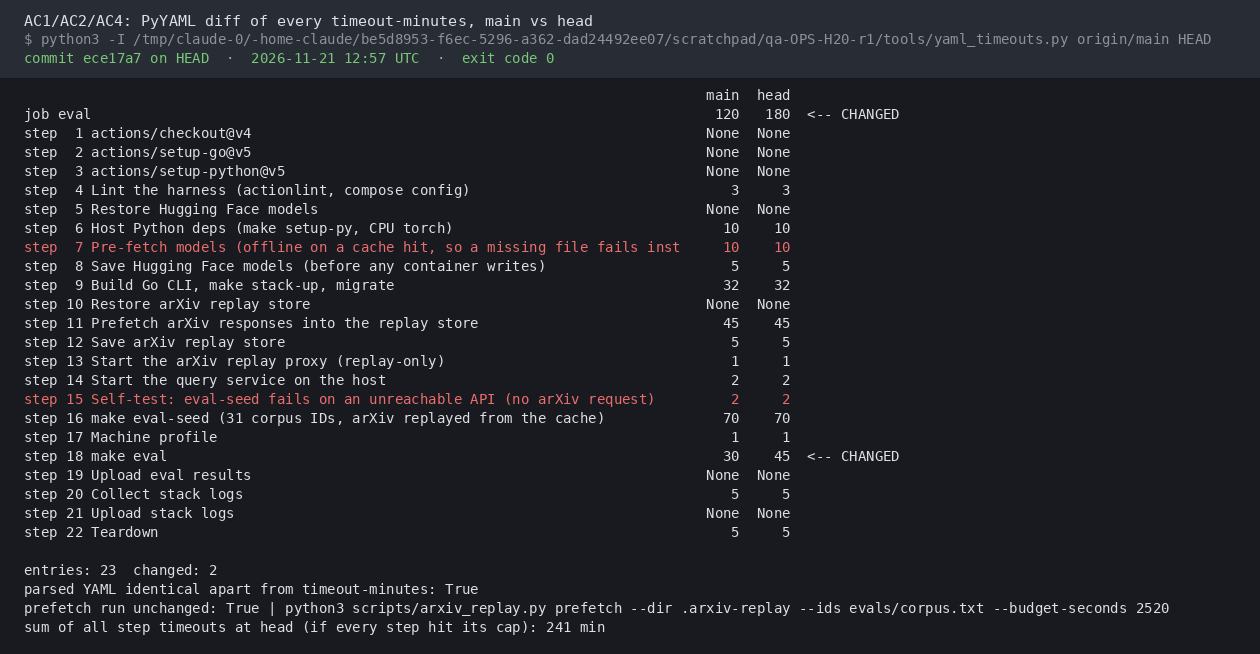 AC1/AC2/AC4: PyYAML diff of every timeout-minutes, main vs head
$ python3 -I /tmp/claude-0/-home-claude/be5d8953-f6ec-5296-a362-dad24492ee07/scratchpad/qa-OPS-H2O-r1/tools/yaml_timeouts.py origin/main HEAD
commit ece17a7 on HEAD · 2026-11-21 12:57 UTC · exit code 0
main head
job eval 120 180 <-- CHANGED
step 1 actions/checkout@v4 None None
step 2 actions/setup-go@v5 None None
step 3 actions/setup-python@v5 None None
step 4 Lint the harness (actionlint, compose config) 3 3
step 5 Restore Hugging Face models None None
step 6 Host Python deps (make setup-py, CPU torch) 10 10
step 7 Pre-fetch models (offline on a cache hit, so a missing file fails inst 10 10
step 8 Save Hugging Face models (before any container writes) 5 5
step 9 Build Go CLI, make stack-up, migrate 32 32
step 10 Restore arXiv replay store None None
step 11 Prefetch arXiv responses into the replay store 45 45
step 12 Save arXiv replay store 5 5
step 13 Start the arXiv replay proxy (replay-only) 1 1
step 14 Start the query service on the host 2 2
step 15 Self-test: eval-seed fails on an unreachable API (no arXiv request) 2 2
step 16 make eval-seed (31 corpus IDs, arXiv replayed from the cache) 70 70
step 17 Machine profile 1 1
step 18 make eval 30 45 <-- CHANGED
step 19 Upload eval results None None
step 20 Collect stack logs 5 5
step 21 Upload stack logs None None
step 22 Teardown 5 5
entries: 23 changed: 2
parsed YAML identical apart from timeout-minutes: True
prefetch run unchanged: True | python3 scripts/arxiv_replay.py prefetch --dir .arxiv-replay --ids evals/corpus.txt --budget-seconds 2520
sum of all step timeouts at head (if every step hit its cap): 241 min